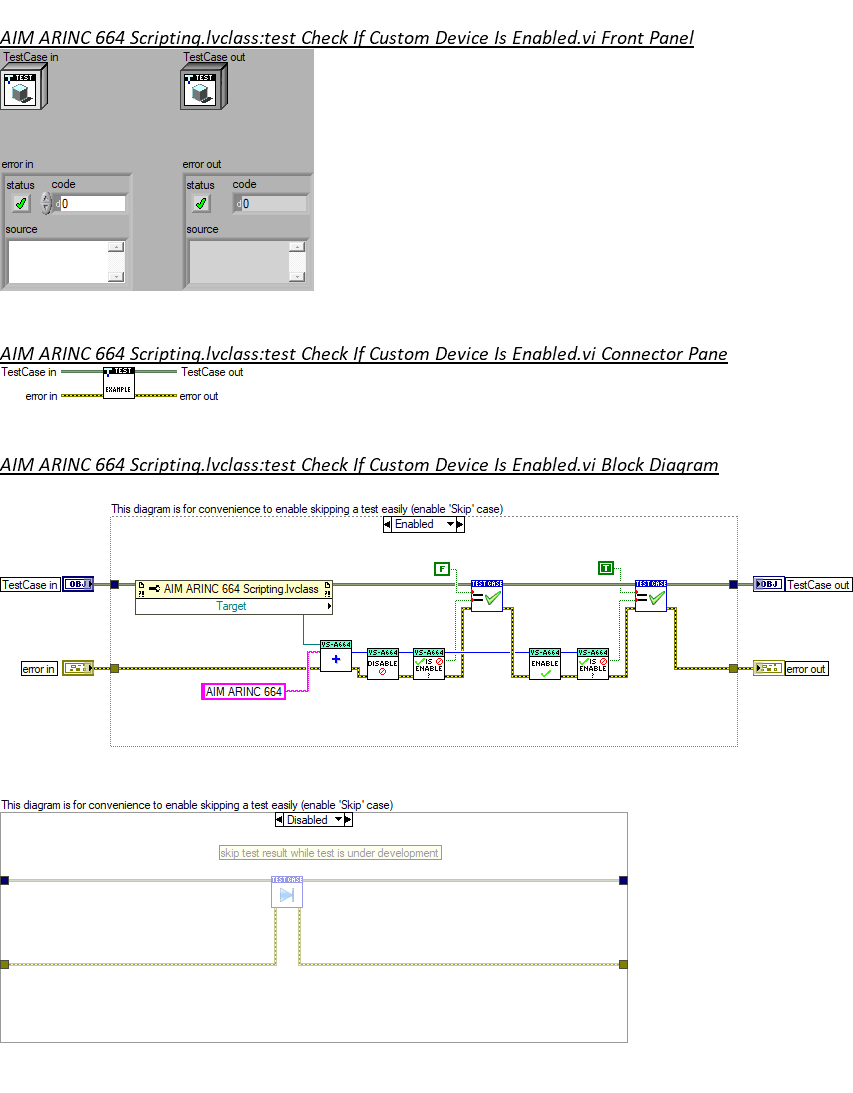 AIM ARINC 664 Scripting.lvclass:test Check If Custom Device Is Enabled.vi Front Panel
TestCase in TestCase out
TEST TEST
error in error out
status code status code
d 0 d 0
source source
AIM ARINC 664 Scripting.lvclass:test Check If Custom Device Is Enabled.vi Connector Pane
TestCase in TEST TestCase out
error in EXAMPLE error out
AIM ARINC 664 Scripting.lvclass:test Check If Custom Device Is Enabled.vi Block Diagram
This diagram is for convenience to enable skipping a test easily (enable 'Skip' case)
Enabled
F T
TestCase in OBJ AIM ARINC 664 Scripting.lvclass TEST CASE TEST CASE OBJ TestCase out
Target
VS-A664 VS-A664 VS-A664 VS-A664 VS-A664
error in DISABLE IS ENABLE ? ENABLE IS ENABLE ? error out
AIM ARINC 664
This diagram is for convenience to enable skipping a test easily (enable 'Skip' case)
Disabled
skip test result while test is under development
TEST CASE